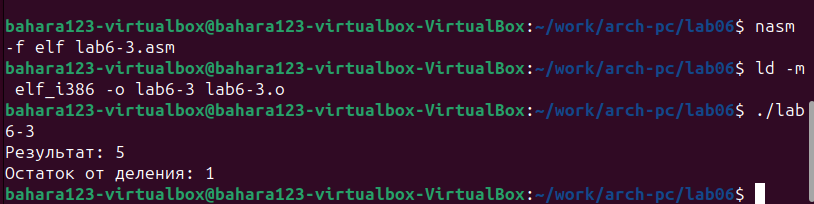 bahara123-virtualbox@bahara123-virtualbox-VirtualBox:~/work/arch-pc/lab06$ nasm
-f elf lab6-3.asm
bahara123-virtualbox@bahara123-virtualbox-VirtualBox:~/work/arch-pc/lab06$ ld -m
 elf_i386 -o lab6-3 lab6-3.o
bahara123-virtualbox@bahara123-virtualbox-VirtualBox:~/work/arch-pc/lab06$ ./lab
6-3
Результат: 5
Остаток от деления: 1
bahara123-virtualbox@bahara123-virtualbox-VirtualBox:~/work/arch-pc/lab06$